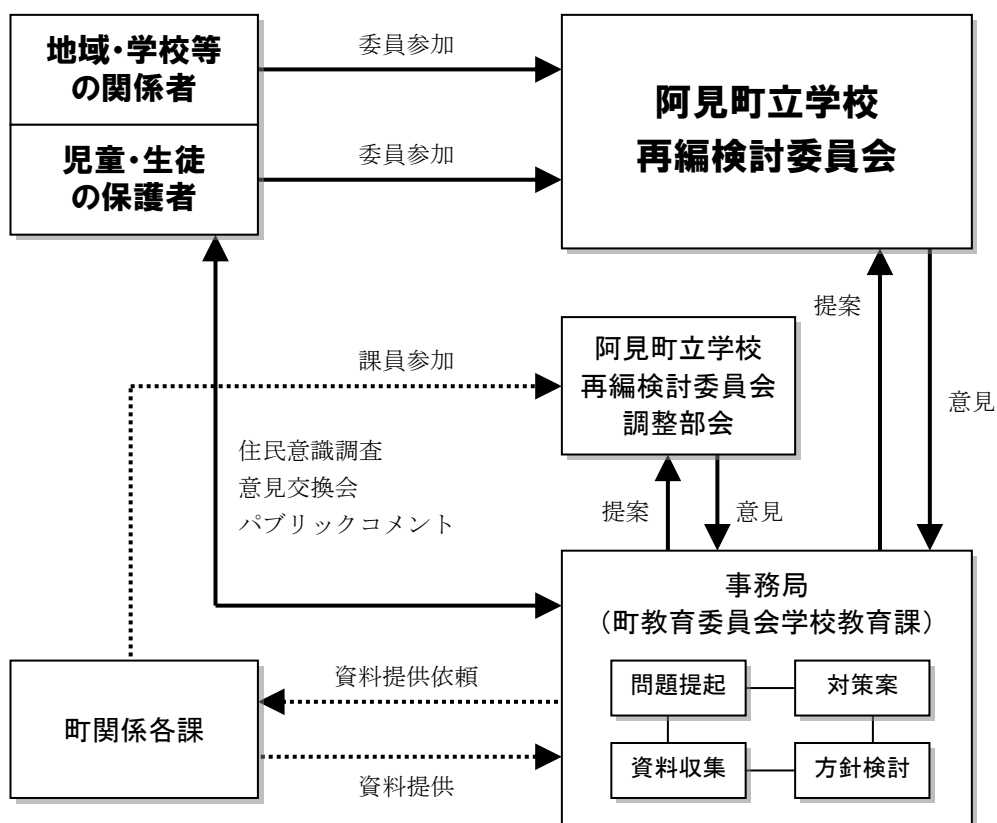 地域・学校等
の関係者
児童・生徒
の保護者
委員参加
委員参加
阿見町立学校
再編検討委員会
提案
意見
課員参加
阿見町立学校
再編検討委員会
調整部会
住民意識調査
意見交換会
パブリックコメント
提案
意見
事務局
（町教育委員会学校教育課）
問題提起
対策案
資料収集
方針検討
町関係各課
資料提供依頼
資料提供